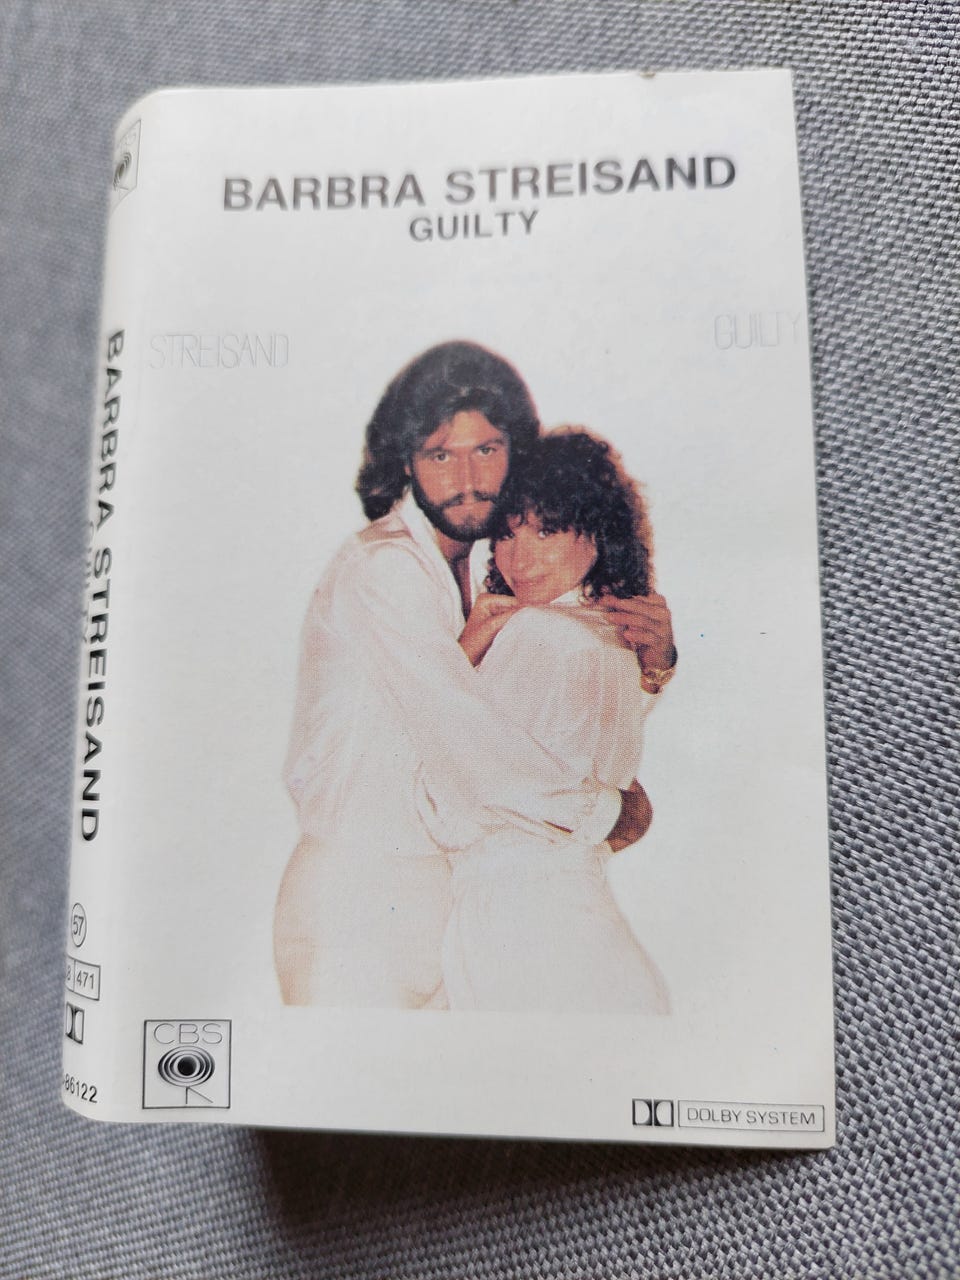 BARBRA STREISAND
GUILTY
STREISAND
GUILTY
CBS
DOLBY SYSTEM
BARBRA STREISAND
57
471
86122